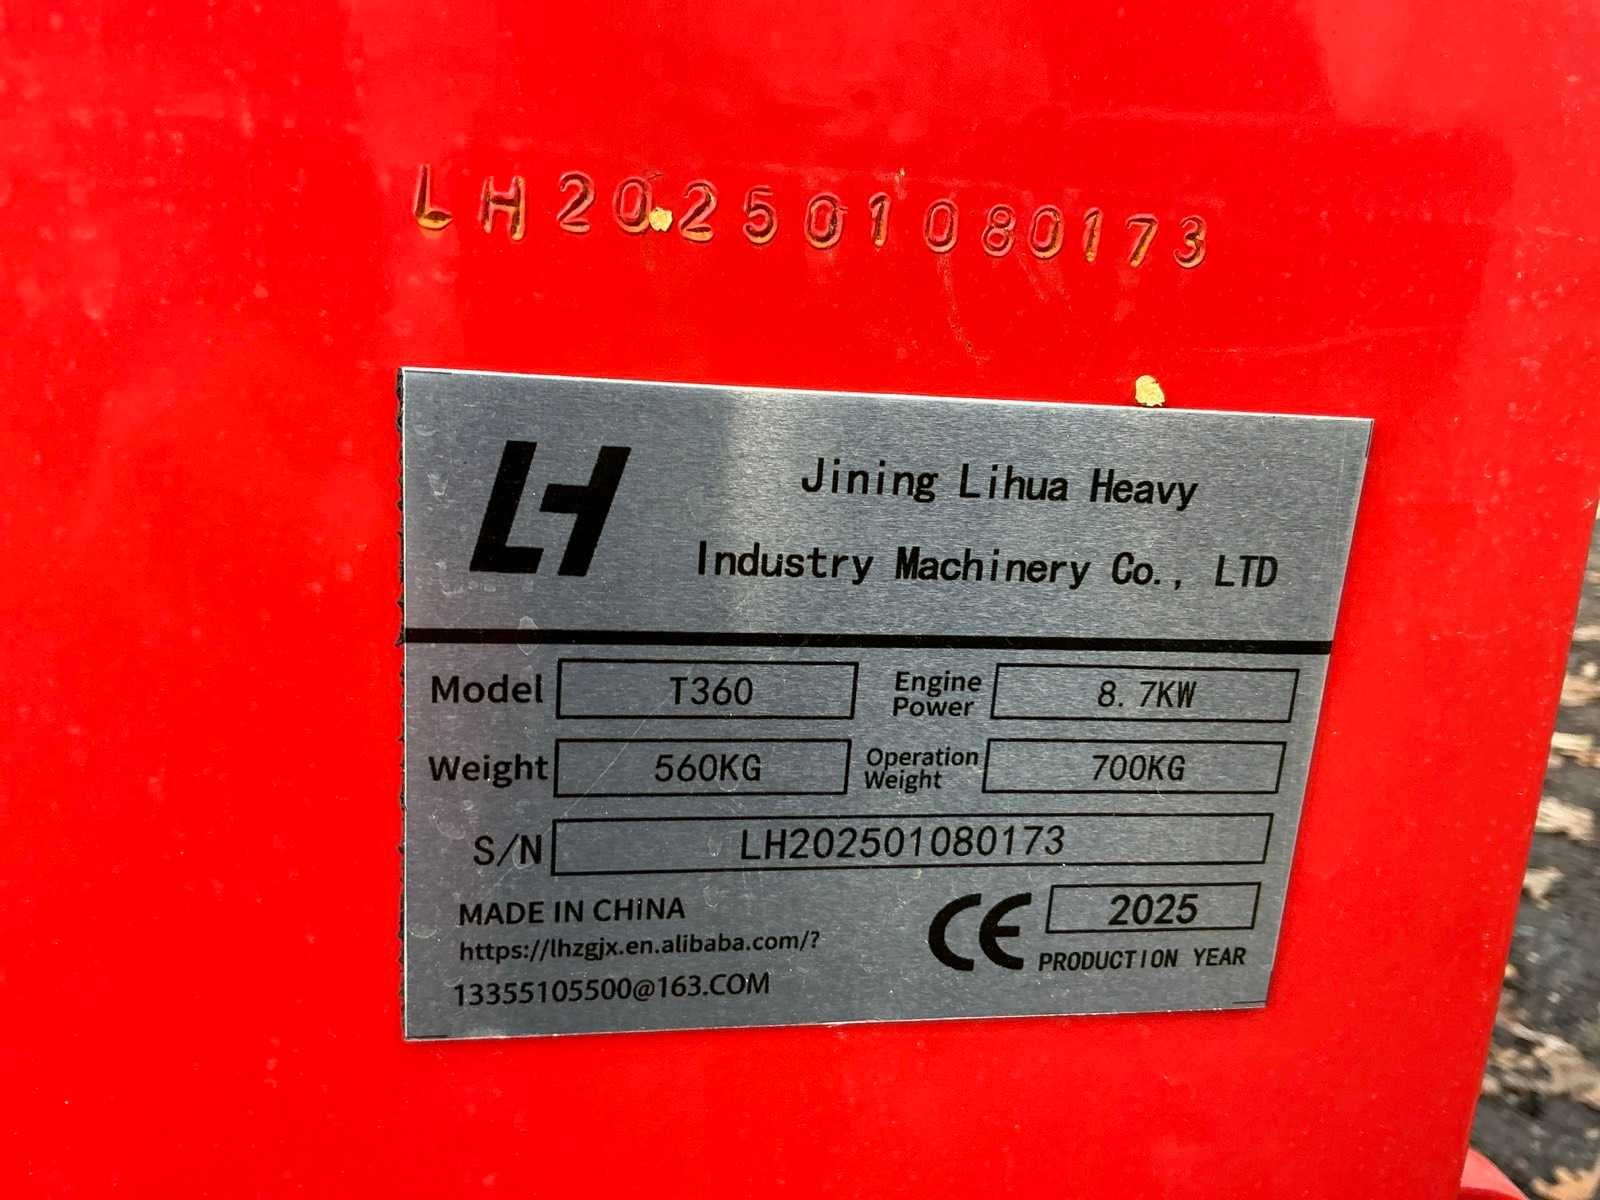 LH202501080173
LH
Jining Lihua Heavy
Industry Machinery Co., LTD
Model T360 Engine Power 8.7KW
Weight 560KG Operation Weight 700KG
S/N LH202501080173
MADE IN CHINA
https://lhzgjx.en.alibaba.com/?
13355105500@163.COM
CE 2025
PRODUCTION YEAR